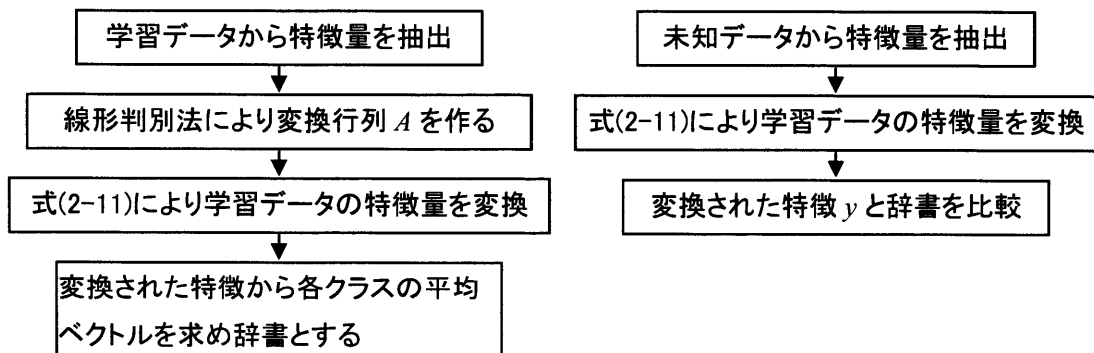 学習データから特徴量を抽出
線形判別法により変換行列 A を作る
式(2-11)により学習データの特徴量を変換
変換された特徴から各クラスの平均
ベクトルを求め辞書とする
未知データから特徴量を抽出
式(2-11)により学習データの特徴量を変換
変換された特徴 y と辞書を比較